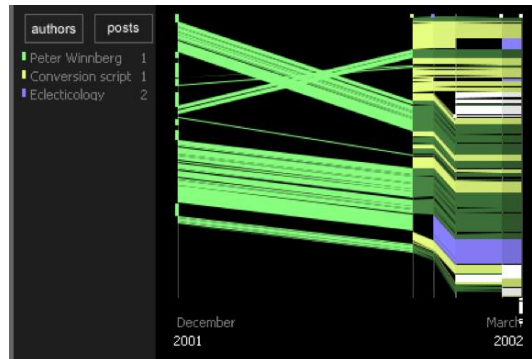 authors posts
Peter Winnberg 1
Conversion script 1
Eclecticology 2
December March
2001 2002